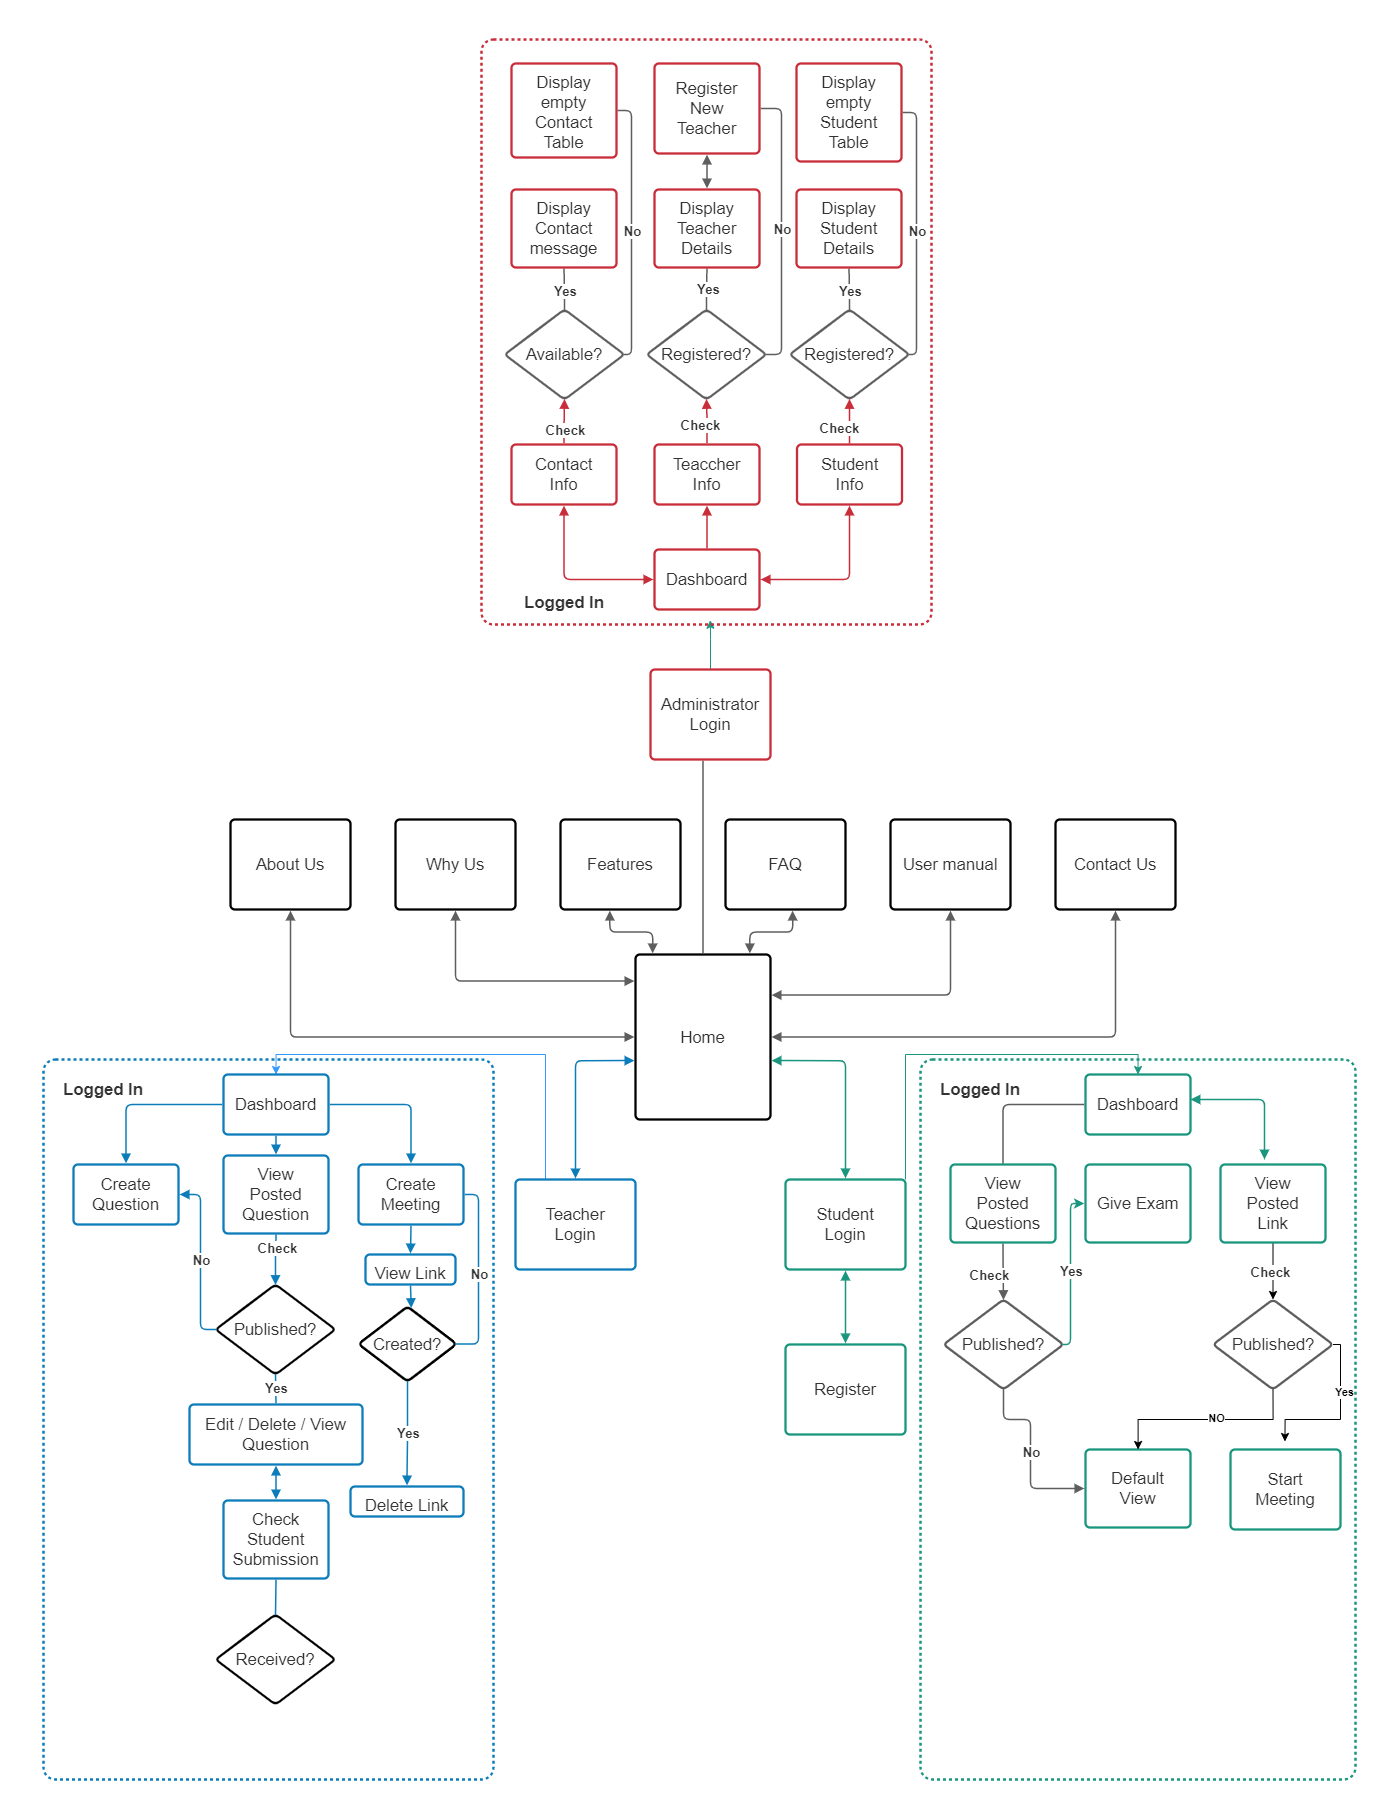 Display
empty
Contact
Table
Register
New
Teacher
Display
empty
Student
Table
Display
Contact
message
Display
Teacher
Details
Display
Student
Details
No
No
No
Yes
Yes
Yes
Available?
Registered?
Registered?
Check
Check
Check
Contact
Info
Teaccher
Info
Student
Info
Dashboard
Logged In
Administrator
Login
About Us
Why Us
Features
FAQ
User manual
Contact Us
Home
Logged In
Dashboard
Create
Question
View
Posted
Question
Create
Meeting
Check
No
View Link
No
Published?
Created?
Yes
Edit / Delete / View
Question
Yes
Delete Link
Check
Student
Submission
Received?
Teacher
Login
Student
Login
Register
Logged In
Dashboard
View
Posted
Questions
Give Exam
View
Posted
Link
Check
Yes
Check
Published?
Published?
Yes
NO
No
Default
View
Start
Meeting